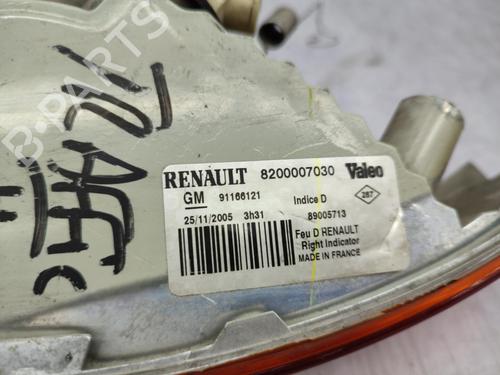 B-PARTS
RENAULT 8200007030 Valeo
GM 91166121 Indice D 287
25/11/2005 3h31 89005713
Feu D RENAULT
Right Indicator
MADE IN FRANCE